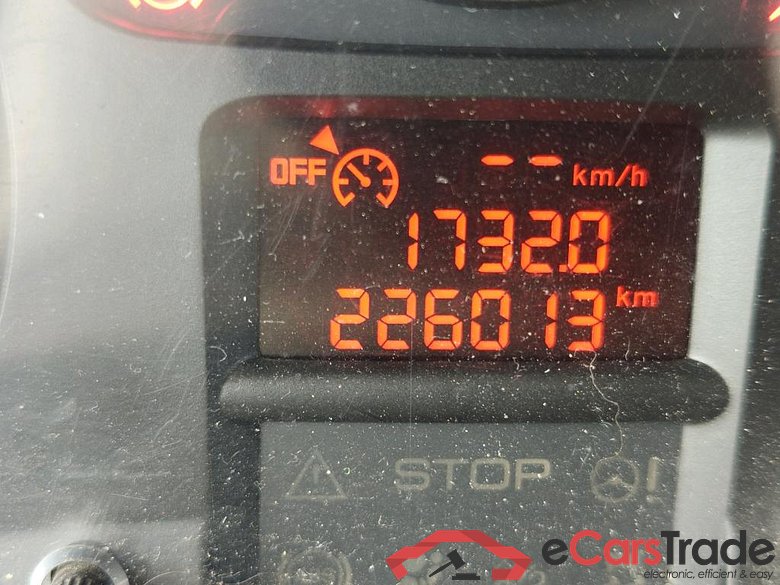 OFF -- km/h
1732.0
226013 km
STOP
eCarsTrade
electronic, efficient & easy